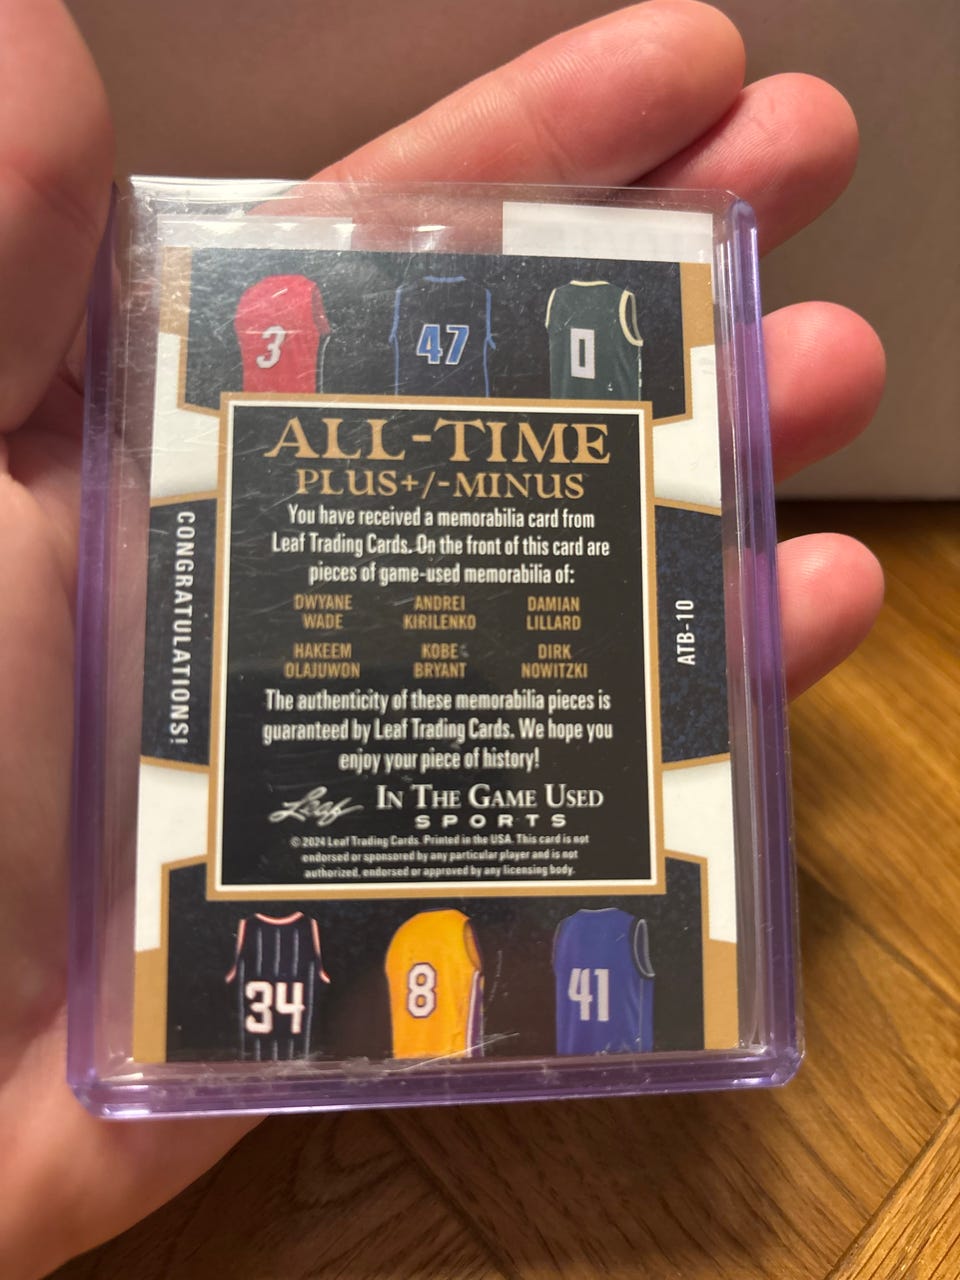 3
47
0
ALL-TIME
PLUS+/-MINUS
You have received a memorabilia card from
Leaf Trading Cards. On the front of this card are
pieces of game-used memorabilia of:
DWYANE WADE
ANDREI KIRILENKO
DAMIAN LILLARD
HAKEEM OLAJUWON
KOBE BRYANT
DIRK NOWITZKI
The authenticity of these memorabilia pieces is
guaranteed by Leaf Trading Cards. We hope you
enjoy your piece of history!
Leaf
IN THE GAME USED
SPORTS
© 2024 Leaf Trading Cards. Printed in the USA. This card is not
endorsed or sponsored by any particular player and is not
authorized, endorsed or approved by any licensing body.
CONGRATULATIONS!
ATB-10
34
8
41